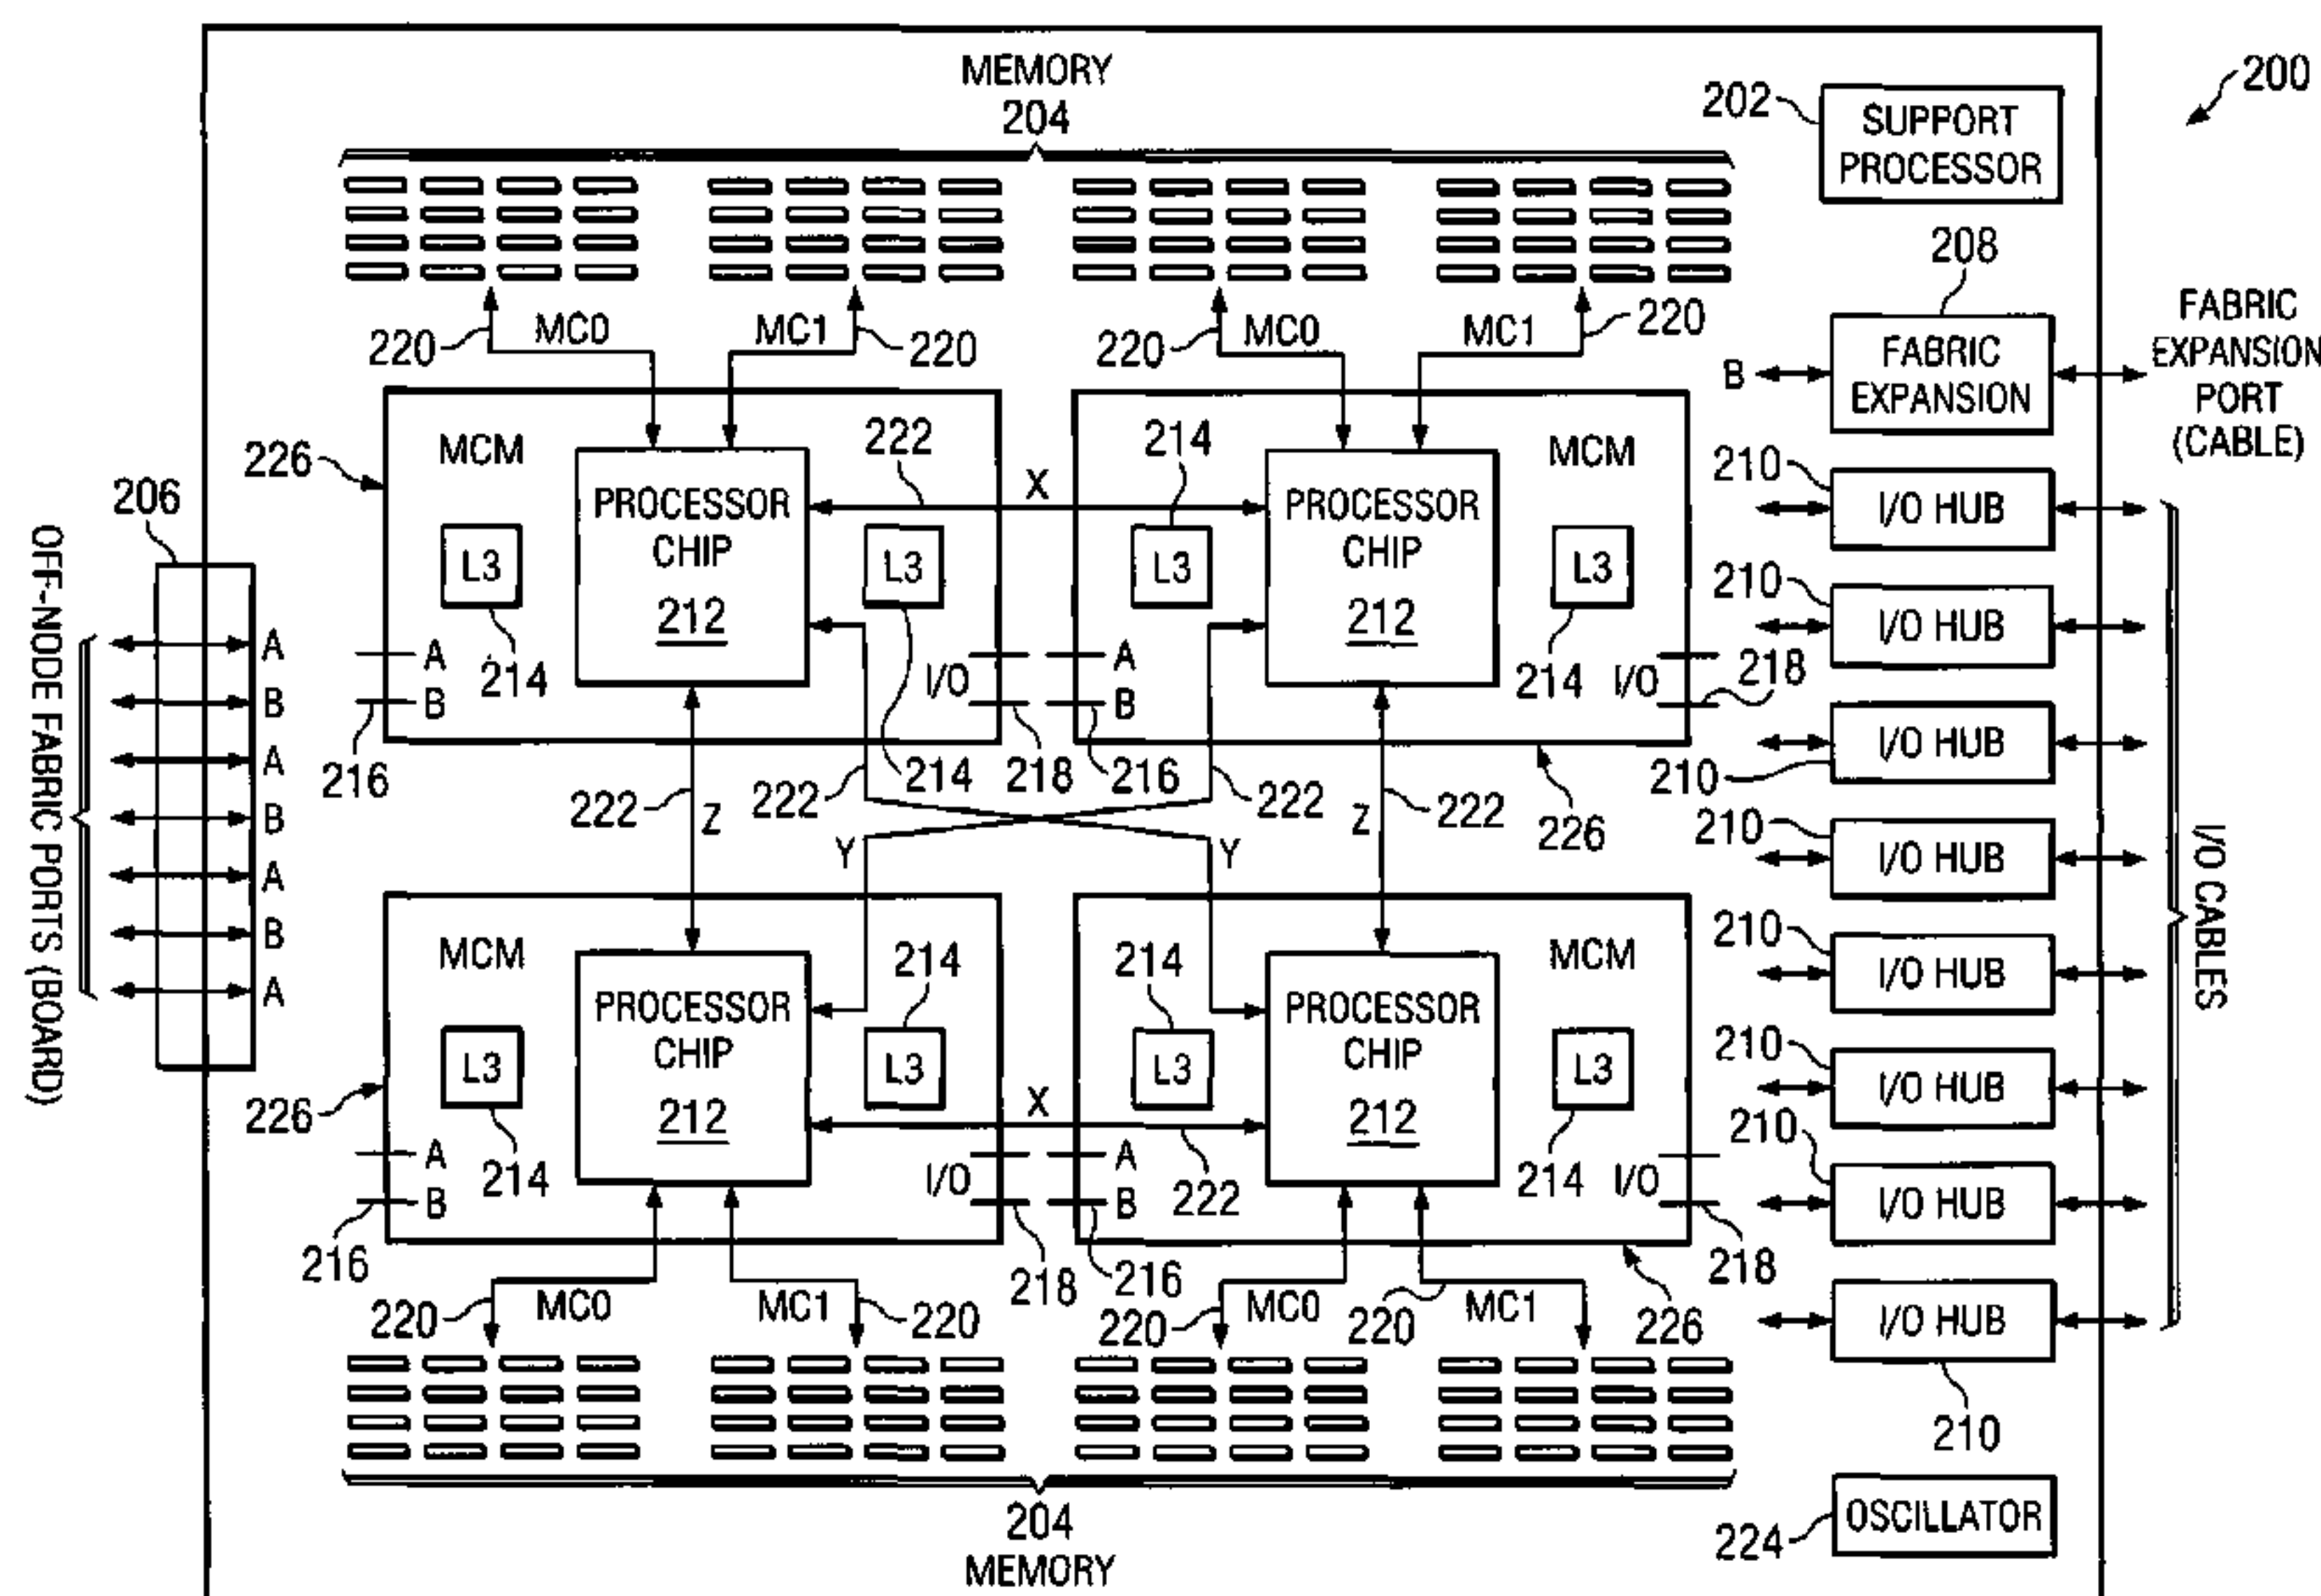 MEMORY
204
200
202
SUPPORT
PROCESSOR
208
FABRIC
EXPANSION
PORT
(CABLE)
220 MC0 MC1 220 220 MC0 MC1 220
B FABRIC
EXPANSION
226 MCM 222 X 214 MCM
PROCESSOR
CHIP
212
PROCESSOR
CHIP
212
L3 L3 L3 L3
214 214 214
A
B
I/O
A
B
I/O
216 222 222 214 218 216 222 Z 222 226
218
Z
Y Y
206
OFF-NODE FABRIC PORTS (BOARD)
A
B
A
B
A
B
A
226 MCM 214 214 MCM
PROCESSOR
CHIP
212
PROCESSOR
CHIP
212
L3 L3 L3 L3
214 X 214
A
B
I/O
A
B
222
I/O
216 218 216 218
220 MC0 MC1 220 220 MC0 220 MC1 226
210 I/O HUB
210 I/O HUB
210 I/O HUB
210 I/O HUB
210 I/O HUB
210 I/O HUB
210 I/O HUB
I/O HUB
210
I/O CABLES
224 OSCILLATOR
204
MEMORY